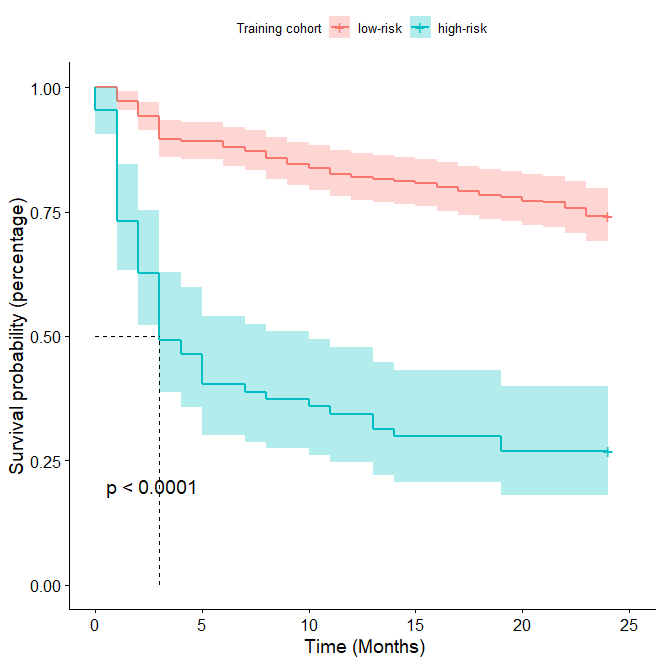 Training cohort low-risk high-risk
1.00
0.75
0.50
0.25
0.00
Survival probability (percentage)
p < 0.0001
0 5 10 15 20 25
Time (Months)